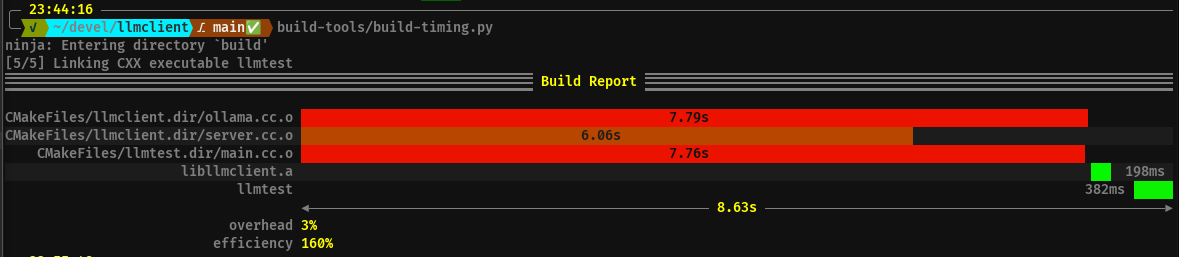 23:44:16
√ ~/devel/llmclient main✅ build-tools/build-timing.py
ninja: Entering directory `build'
[5/5] Linking CXX executable llmtest
Build Report
CMakeFiles/llmclient.dir/ollama.cc.o 7.79s
CMakeFiles/llmclient.dir/server.cc.o 6.06s
CMakeFiles/llmtest.dir/main.cc.o 7.76s
libllmclient.a 198ms
llmtest 382ms
8.63s
overhead 3%
efficiency 160%